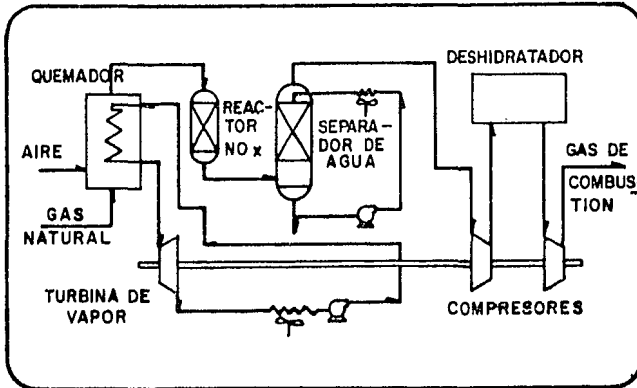 QUEMADOR
DESHIDRATADOR
REAC-
TOR
NO x
SEPARA-
DOR DE
AGUA
AIRE
GAS DE
COMBUS
TION
GAS
NATURAL
TURBINA DE
VAPOR
COMPRESORES